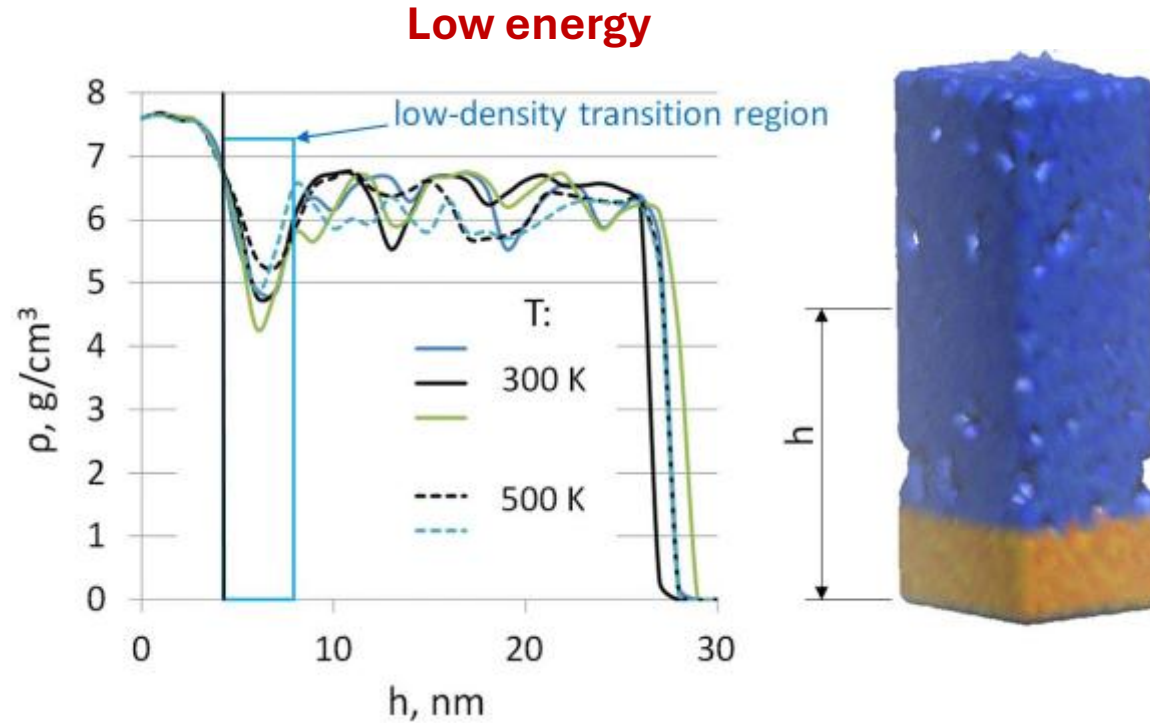 Low energy
low-density transition region
8
7
6
5
4
3
2
1
0
ρ, g/cm³
T:
300 K
500 K
0 10 20 30
h, nm
h